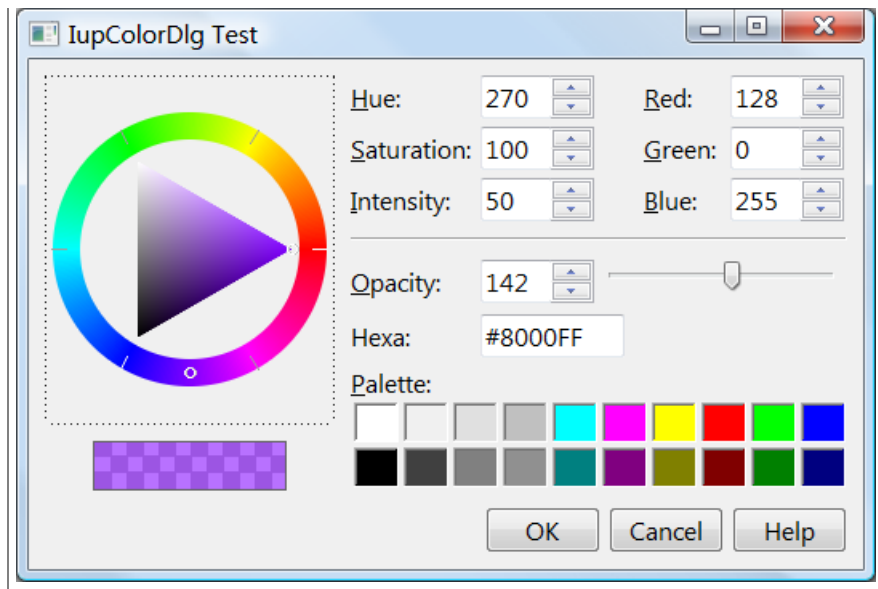 IupColorDlg Test
Hue: 270 Red: 128
Saturation: 100 Green: 0
Intensity: 50 Blue: 255
Opacity: 142
Hexa: #8000FF
Palette:
OK Cancel Help